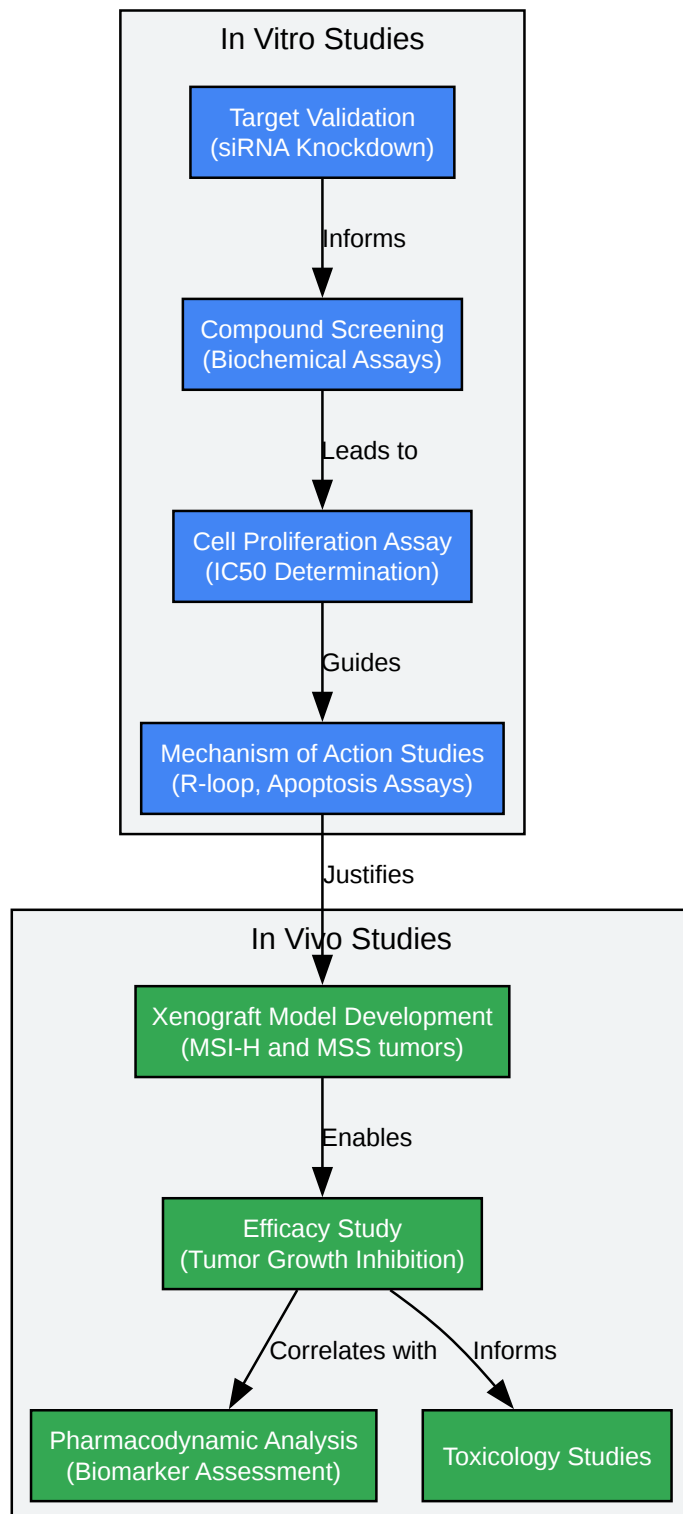 In Vitro Studies
Target Validation
(siRNA Knockdown)
Informs
Compound Screening
(Biochemical Assays)
Leads to
Cell Proliferation Assay
(IC50 Determination)
Guides
Mechanism of Action Studies
(R-loop, Apoptosis Assays)
Justifies
In Vivo Studies
Xenograft Model Development
(MSI-H and MSS tumors)
Enables
Efficacy Study
(Tumor Growth Inhibition)
Correlates with
Informs
Pharmacodynamic Analysis
(Biomarker Assessment)
Toxicology Studies